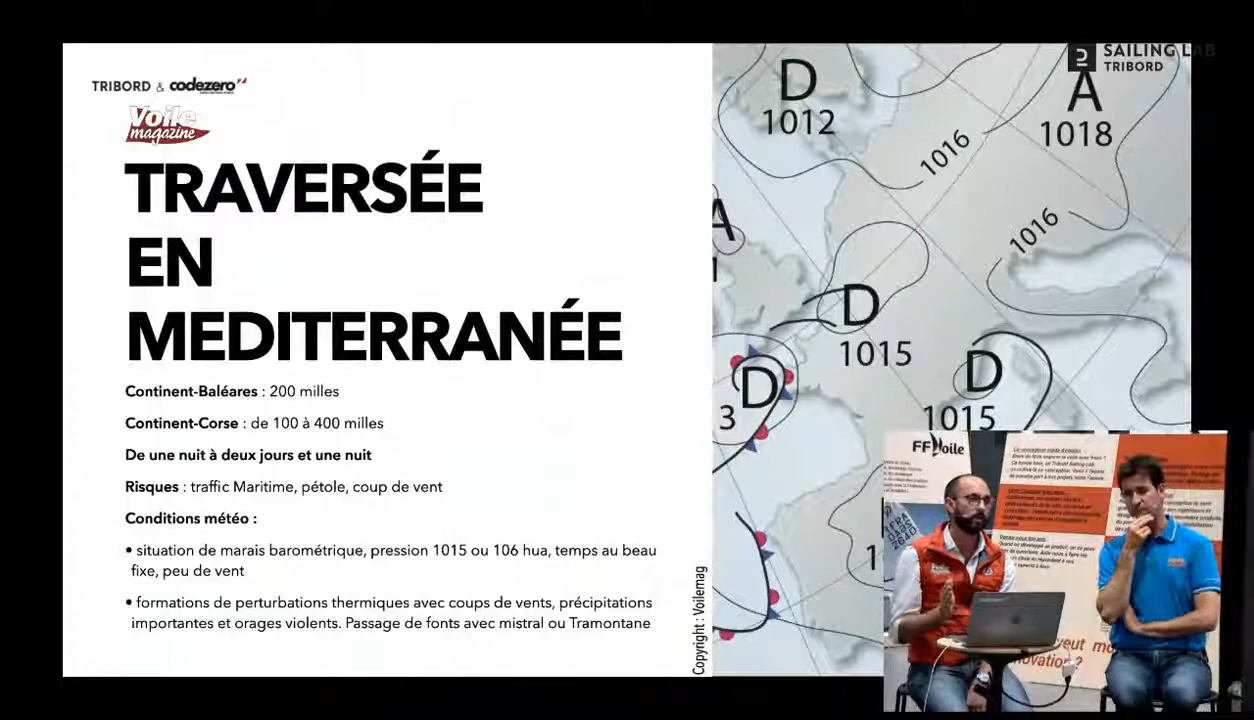 TRIBORD & codezero
Voile
magazine
TRAVERSÉE
EN
MEDITERRANÉE
Continent-Baléares : 200 milles
Continent-Corse : de 100 à 400 milles
De une nuit à deux jours et une nuit
Risques : traffic Maritime, pétole, coup de vent
Conditions météo :
• situation de marais barométrique, pression 1015 ou 106 hua, temps au beau
fixe, peu de vent
• formations de perturbations thermiques avec coups de vents, précipitations
importantes et orages violents. Passage de fonts avec mistral ou Tramontane
Copyright : Voilemag
SAILING LAB
TRIBORD
D
1012
A
1018
1016
1016
A
1
D
1015
D
3
D
1015
1
FFVoile